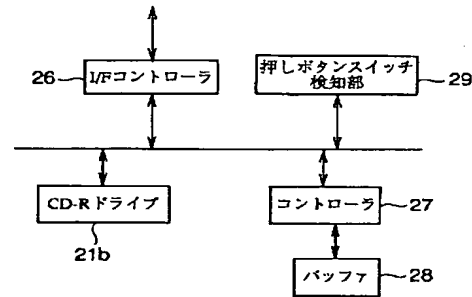 26
I/Fコントローラ
押しボタンスイッチ
検知部
29
CD-Rドライブ
21b
コントローラ
27
バッファ
28